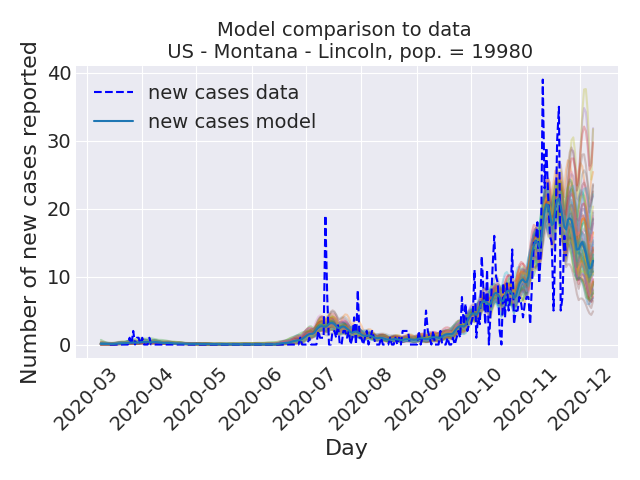 Model comparison to data
US - Montana - Lincoln, pop. = 19980
Number of new cases reported
40
30
20
10
0
new cases data
new cases model
2020-03
2020-04
2020-05
2020-06
2020-07
2020-08
2020-09
2020-10
2020-11
2020-12
Day